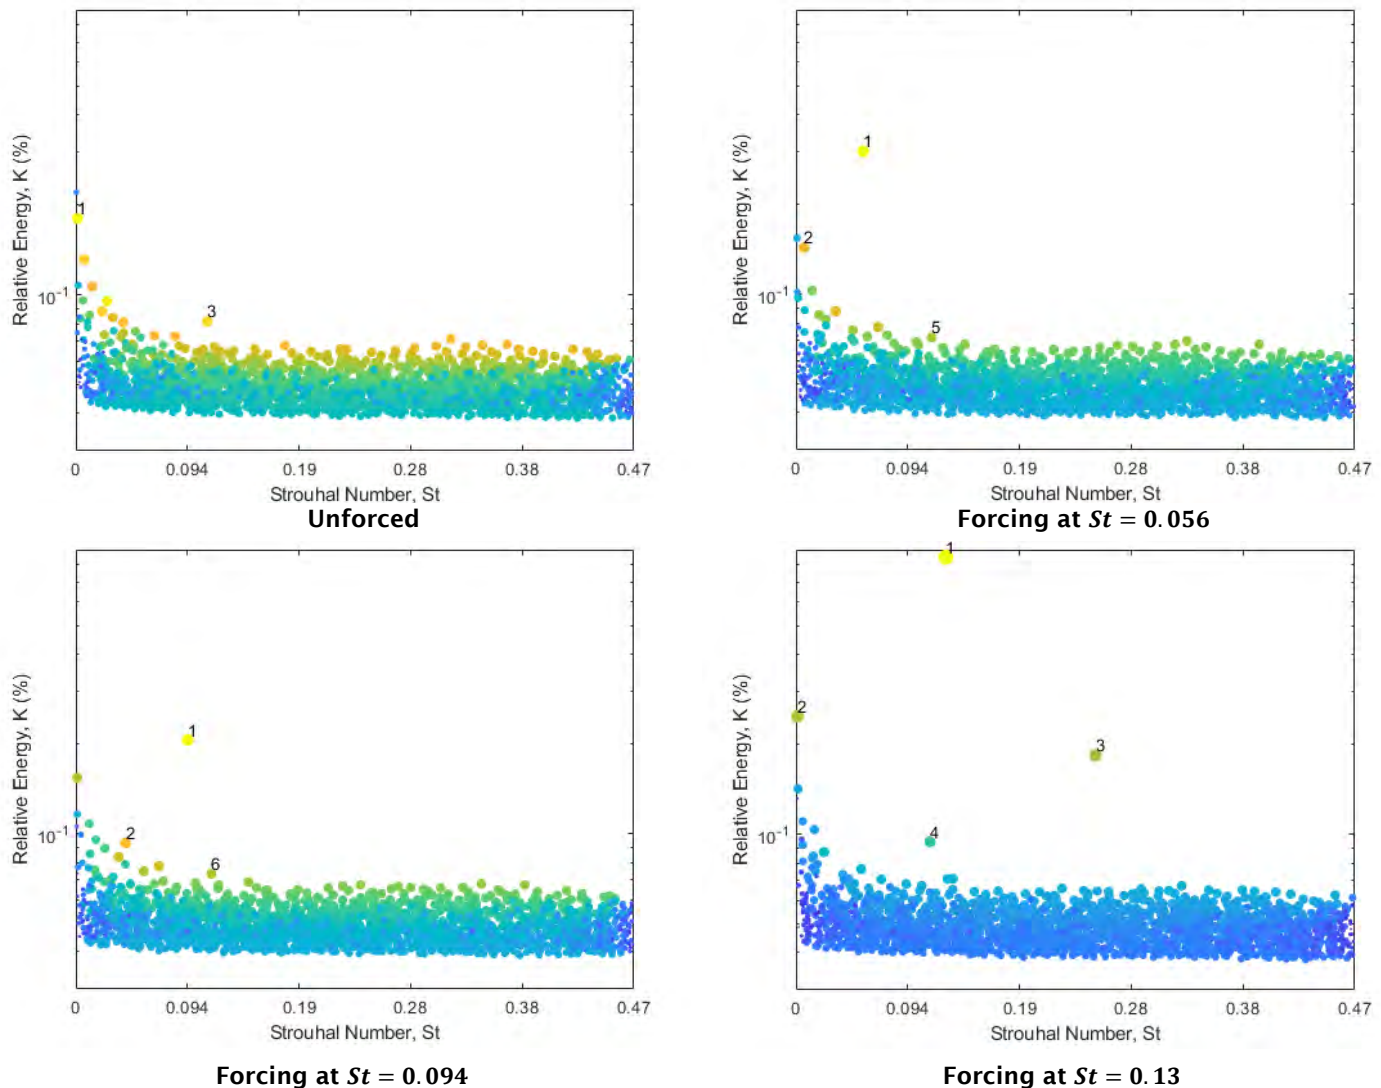 Relative Energy, K (%)
10⁻¹
1
3
0 0.094 0.19 0.28 0.38 0.47
Strouhal Number, St
Unforced
Relative Energy, K (%)
10⁻¹
1
2
5
0 0.094 0.19 0.28 0.38 0.47
Strouhal Number, St
Forcing at St = 0.056
Relative Energy, K (%)
10⁻¹
1
2
6
0 0.094 0.19 0.28 0.38 0.47
Strouhal Number, St
Forcing at St = 0.094
Relative Energy, K (%)
10⁻¹
1
2
3
4
0 0.094 0.19 0.28 0.38 0.47
Strouhal Number, St
Forcing at St = 0.13